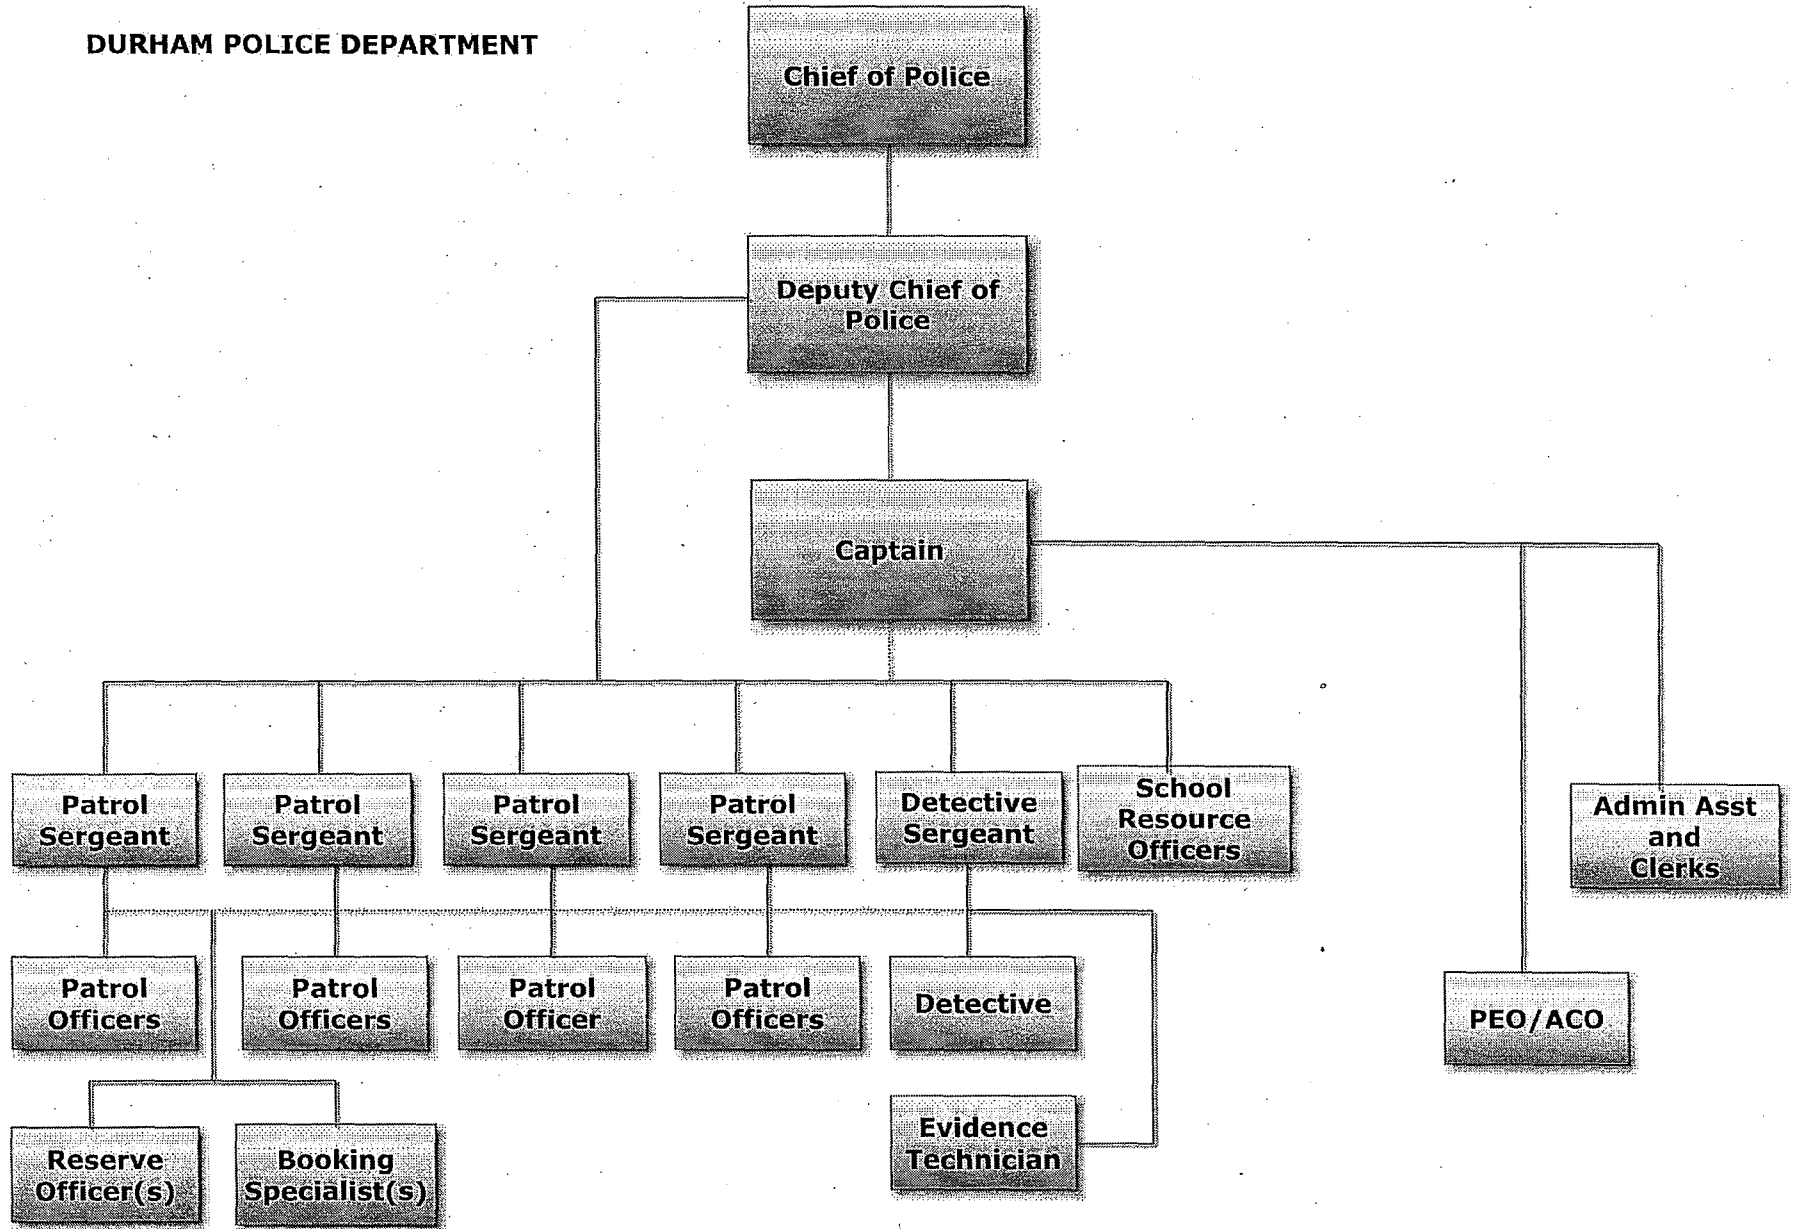 DURHAM POLICE DEPARTMENT
Chief of Police
Deputy Chief of
Police
Captain
Patrol
Sergeant
Patrol
Sergeant
Patrol
Sergeant
Patrol
Sergeant
Detective
Sergeant
School
Resource
Officers
Admin Asst
and
Clerks
Patrol
Officers
Patrol
Officers
Patrol
Officer
Patrol
Officers
Detective
PEO/ACO
Reserve
Officer(s)
Booking
Specialist(s)
Evidence
Technician